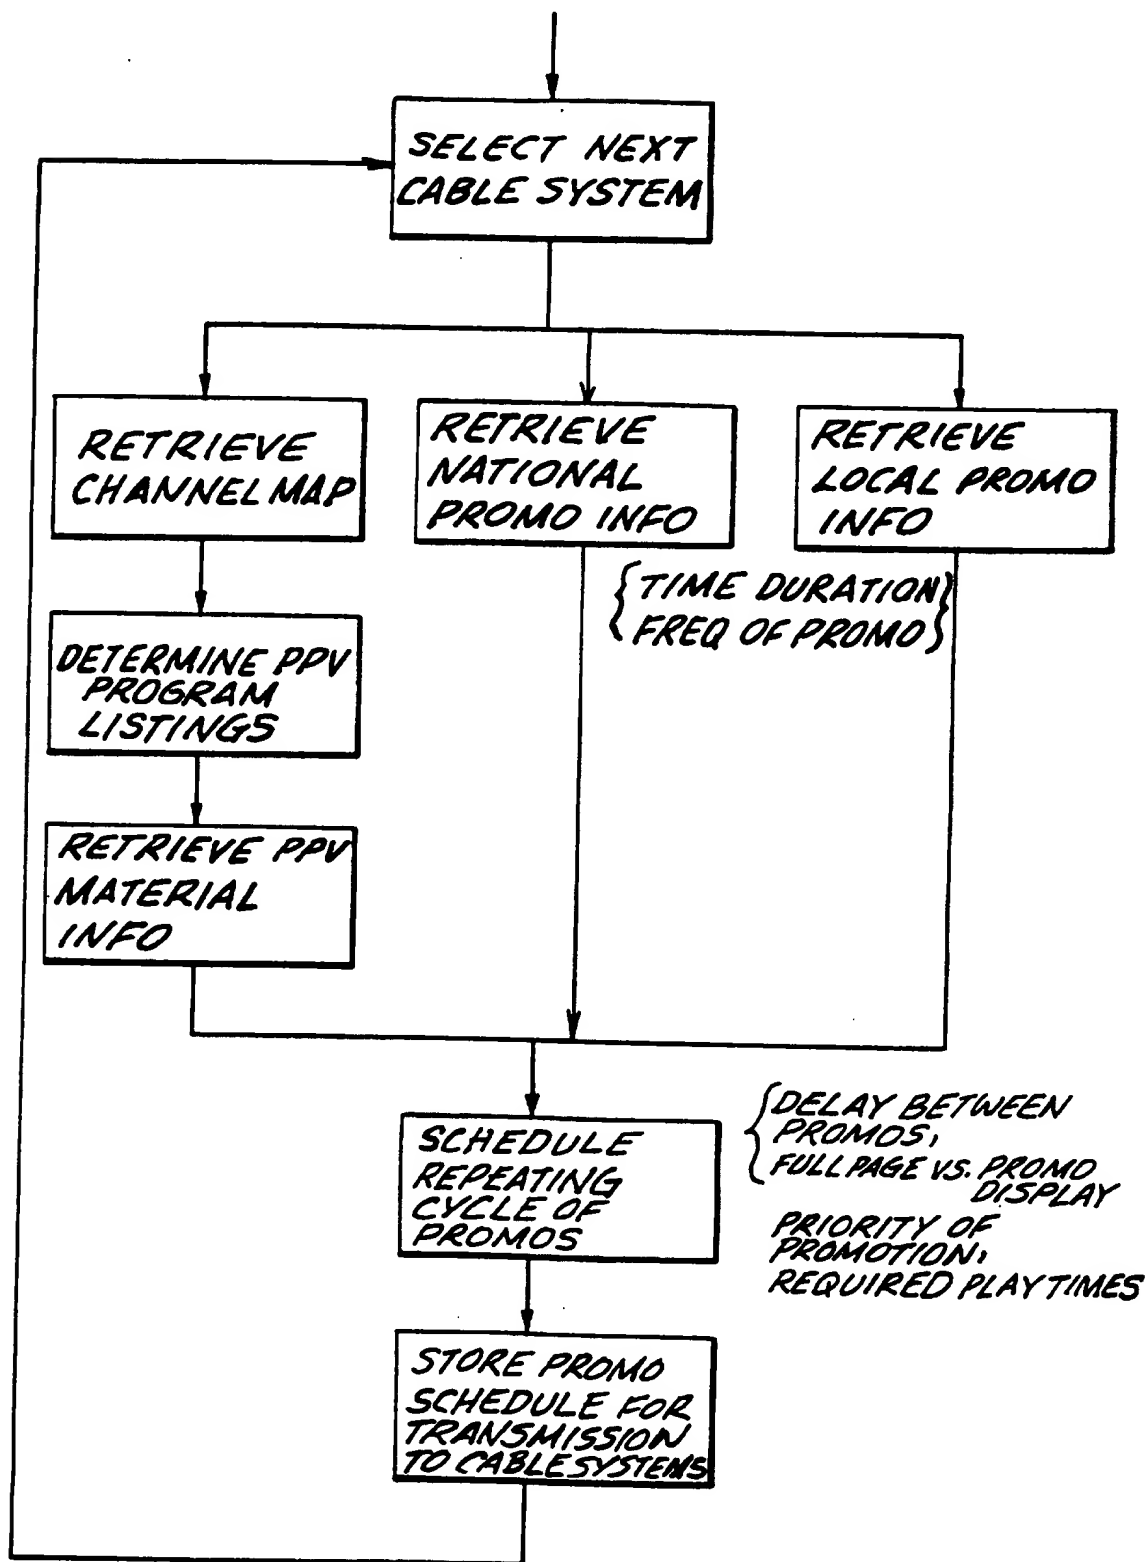 SELECT NEXT
CABLE SYSTEM
RETRIEVE
CHANNEL MAP
RETRIEVE
NATIONAL
PROMO INFO
RETRIEVE
LOCAL PROMO
INFO
{TIME DURATION}
{FREQ OF PROMO}
DETERMINE PPV
PROGRAM
LISTINGS
RETRIEVE PPV
MATERIAL
INFO
SCHEDULE
REPEATING
CYCLE OF
PROMOS
DELAY BETWEEN
PROMOS,
FULL PAGE VS. PROMO
DISPLAY
PRIORITY OF
PROMOTION,
REQUIRED PLAY TIMES
STORE PROMO
SCHEDULE FOR
TRANSMISSION
TO CABLE SYSTEMS